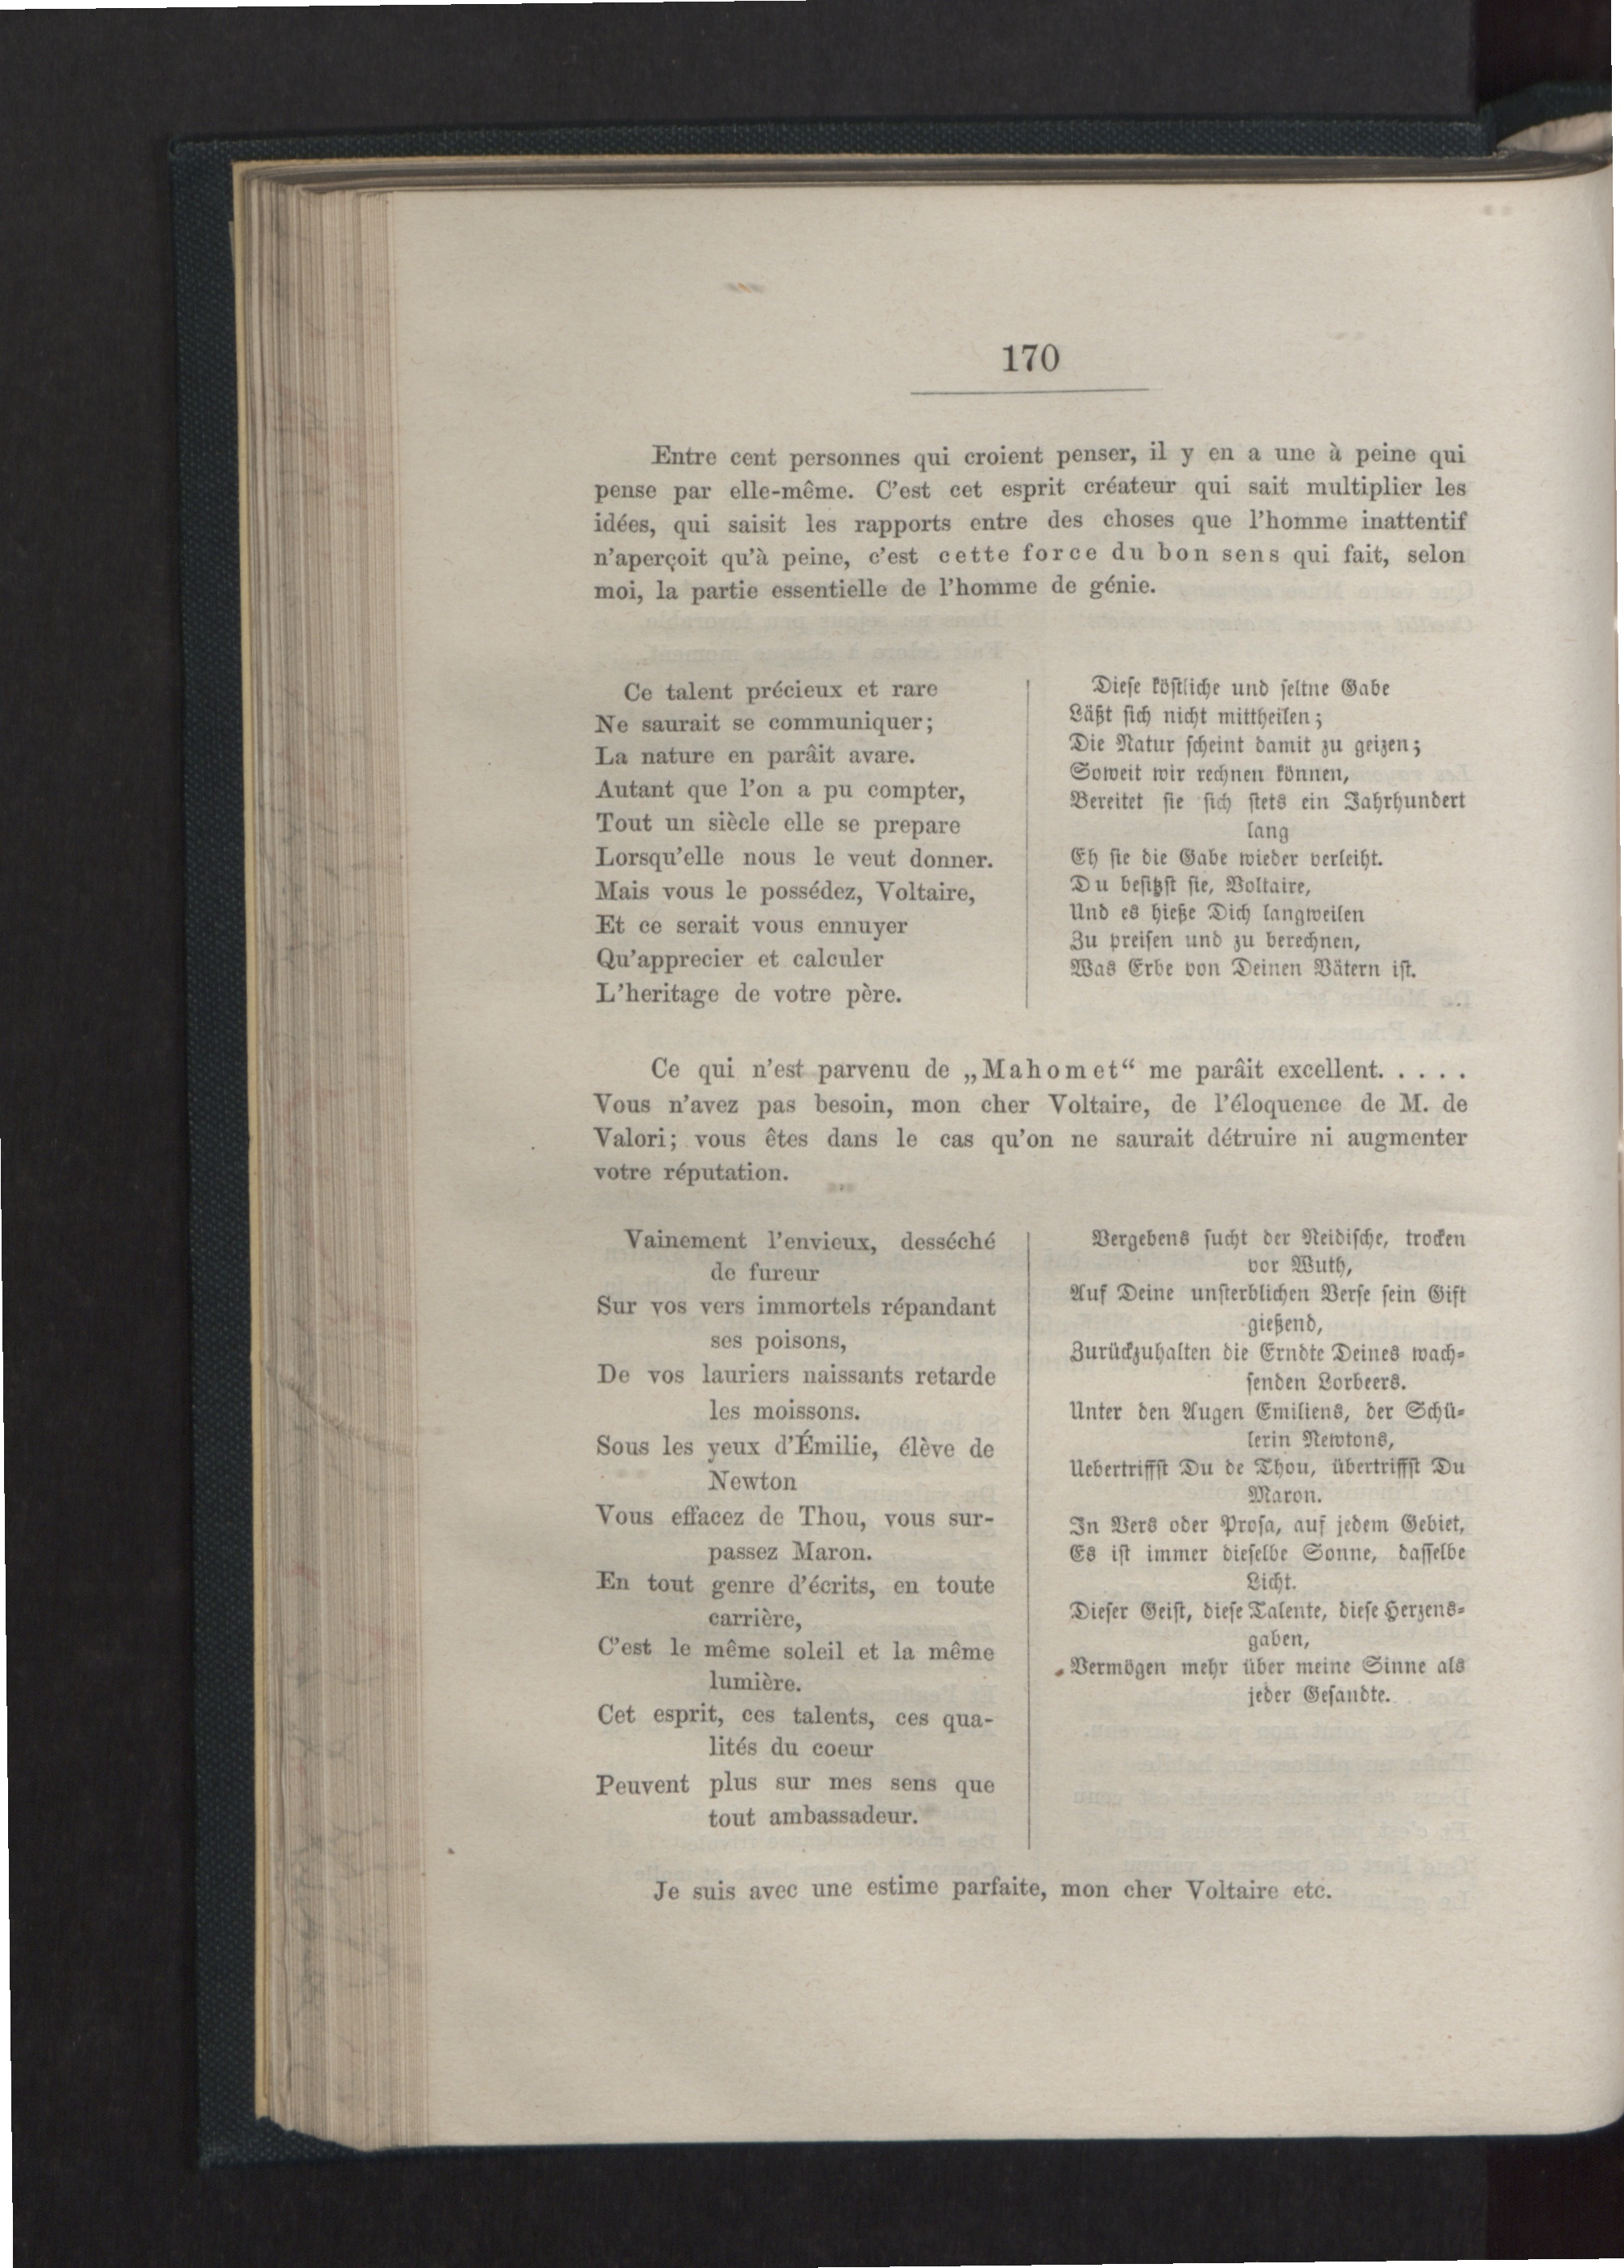 170
Entre cent personnes qui croient penser, il y en a une à peine qui
pense par elle-même. C'est cet esprit créateur qui sait multiplier les
idées, qui saisit les rapports entre des choses que l'homme inattentif
n'aperçoit qu'à peine, c'est cette force du bon sens qui fait, selon
moi, la partie essentielle de l'homme de génie.
Ce talent précieux et rare
Ne saurait se communiquer;
La nature en parâit avare.
Autant que l'on a pu compter,
Tout un siècle elle se prepare
Lorsqu'elle nous le veut donner.
Mais vous le possédez, Voltaire,
Et ce serait vous ennuyer
Qu'apprecier et calculer
L'heritage de votre père.
Diese köstliche und seltne Gabe
Läßt sich nicht mittheilen;
Die Natur scheint damit zu geizen;
Soweit wir rechnen können,
Bereitet sie sich stets ein Jahrhundert
lang
Eh sie die Gabe wieder verleiht.
Du besitzst sie, Voltaire,
Und es hieße Dich langweilen
Zu preisen und zu berechnen,
Was Erbe von Deinen Vätern ist.
Ce qui n'est parvenu de „Mahomet“ me parâit excellent. . . . .
Vous n'avez pas besoin, mon cher Voltaire, de l'éloquence de M. de
Valori; vous êtes dans le cas qu'on ne saurait détruire ni augmenter
votre réputation.
Vainement l'envieux, desséché
de fureur
Sur vos vers immortels répandant
ses poisons,
De vos lauriers naissants retarde
les moissons.
Sous les yeux d'Émilie, élève de
Newton
Vous effacez de Thou, vous sur-
passez Maron.
En tout genre d'écrits, en toute
carrière,
C'est le même soleil et la même
lumière.
Cet esprit, ces talents, ces qua-
lités du coeur
Peuvent plus sur mes sens que
tout ambassadeur.
Vergebens sucht der Neidische, trocken
vor Wuth,
Auf Deine unsterblichen Verse sein Gift
gießend,
Zurückzuhalten die Erndte Deines wach-
senden Lorbeers.
Unter den Augen Emiliens, der Schü-
lerin Newtons,
Uebertriffst Du de Thou, übertriffst Du
Maron.
In Vers oder Prosa, auf jedem Gebiet,
Es ist immer dieselbe Sonne, dasselbe
Licht.
Dieser Geist, diese Talente, diese Herzens-
gaben,
Vermögen mehr über meine Sinne als
jeder Gesandte.
Je suis avec une estime parfaite, mon cher Voltaire etc.